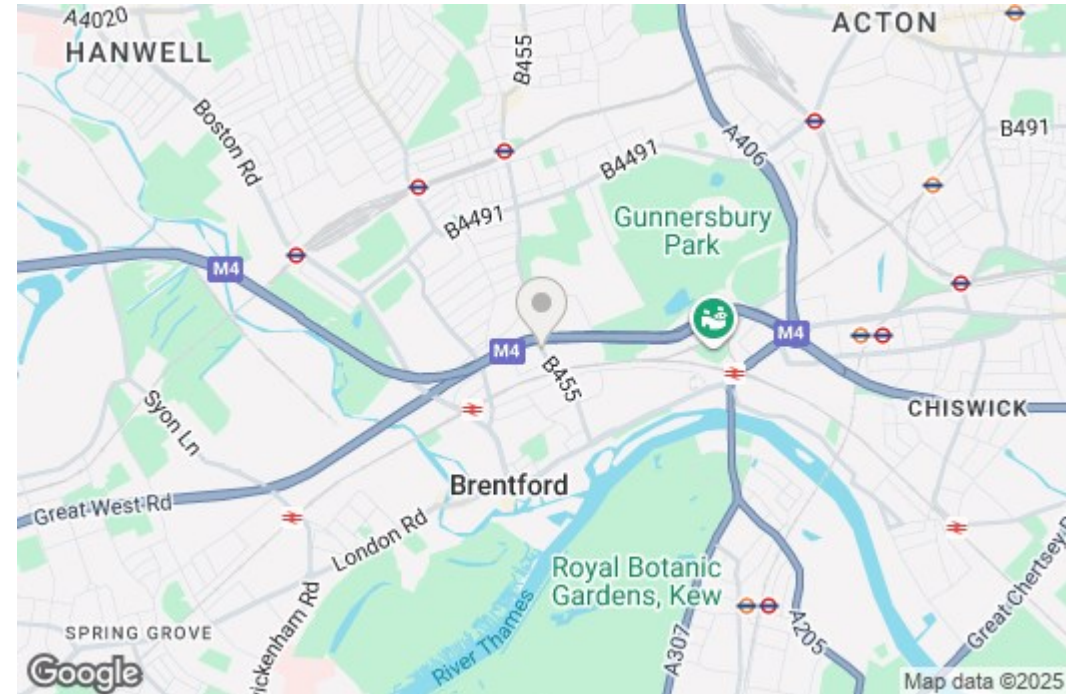 A4020
HANWELL
B455
ACTON
Boston Rd
B491
A406
B4491
B4491
Gunnersbury
Park
M4
M4
M4
B455
Syon Ln
CHISWICK
Brentford
Great West Rd
London Rd
Royal Botanic
Gardens, Kew
River Thames
A307
A205
Great Chertsey
SPRING GROVE
ickenham Rd
Google
Map data ©2025